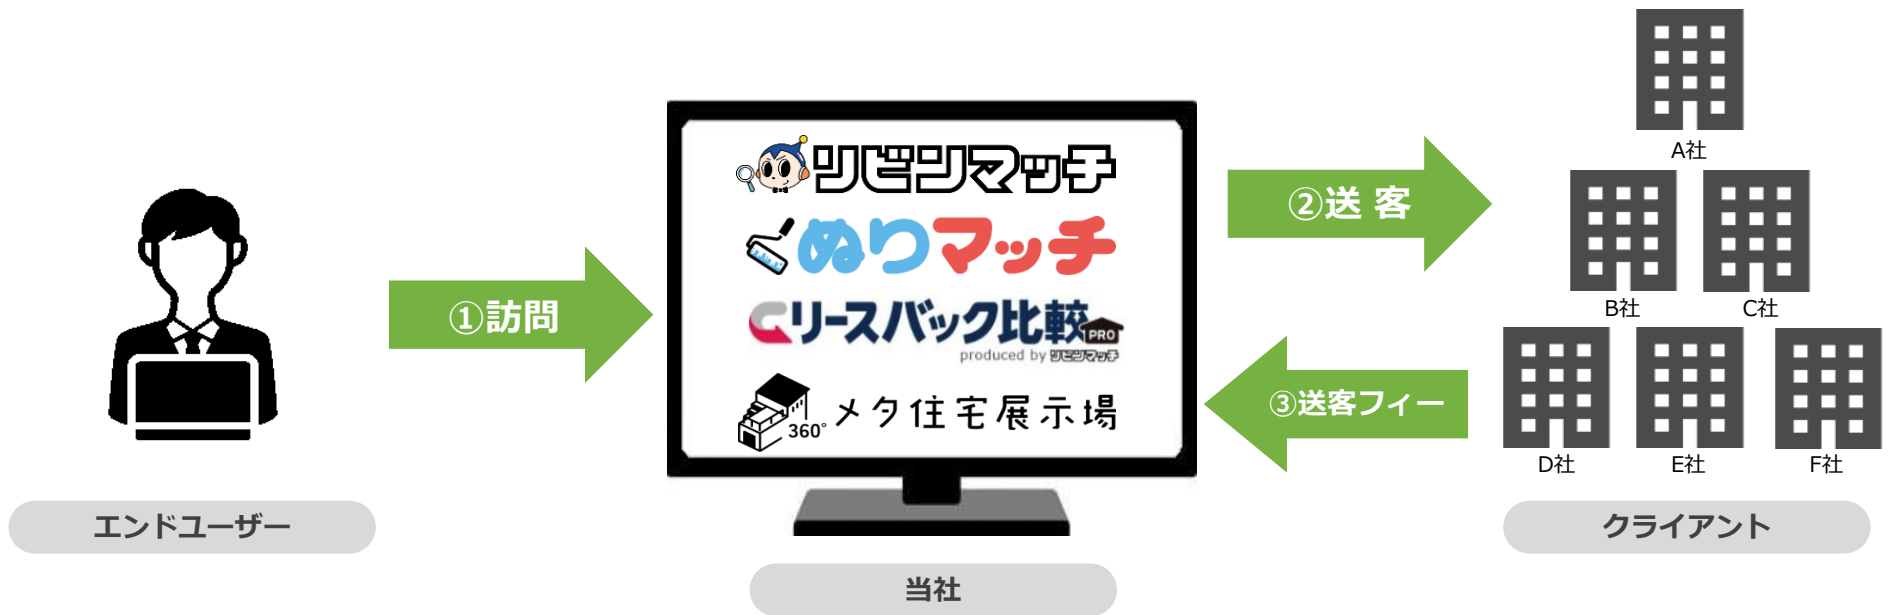 エンドユーザー
①訪問
リビンマッチ
ぬりマッチ
リースバック比較PRO
produced by リビンマッチ
360°メタ住宅展示場
当社
②送 客
③送客フィー
A社
B社 C社
D社 E社 F社
クライアント